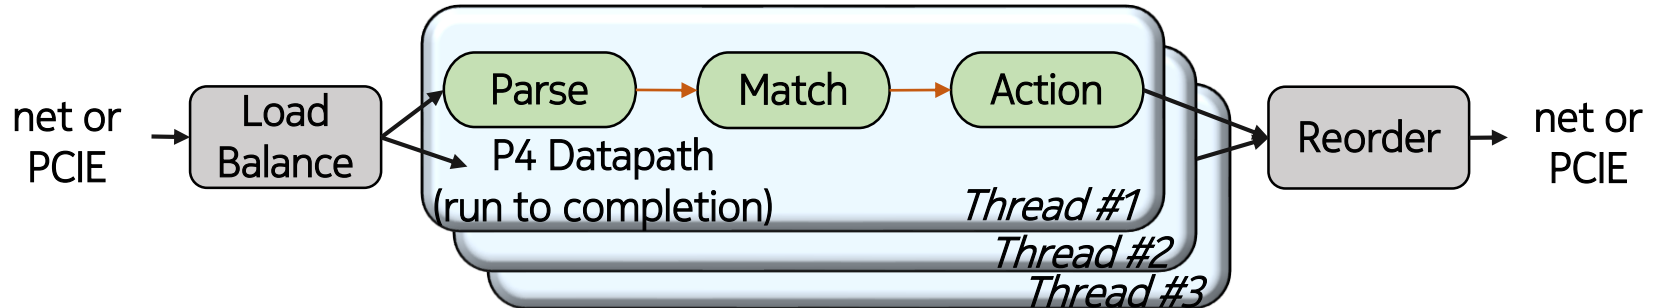 net or
PCIE
Load
Balance
Parse
Match
Action
P4 Datapath
(run to completion)
Thread #1
Thread #2
Thread #3
Reorder
net or
PCIE